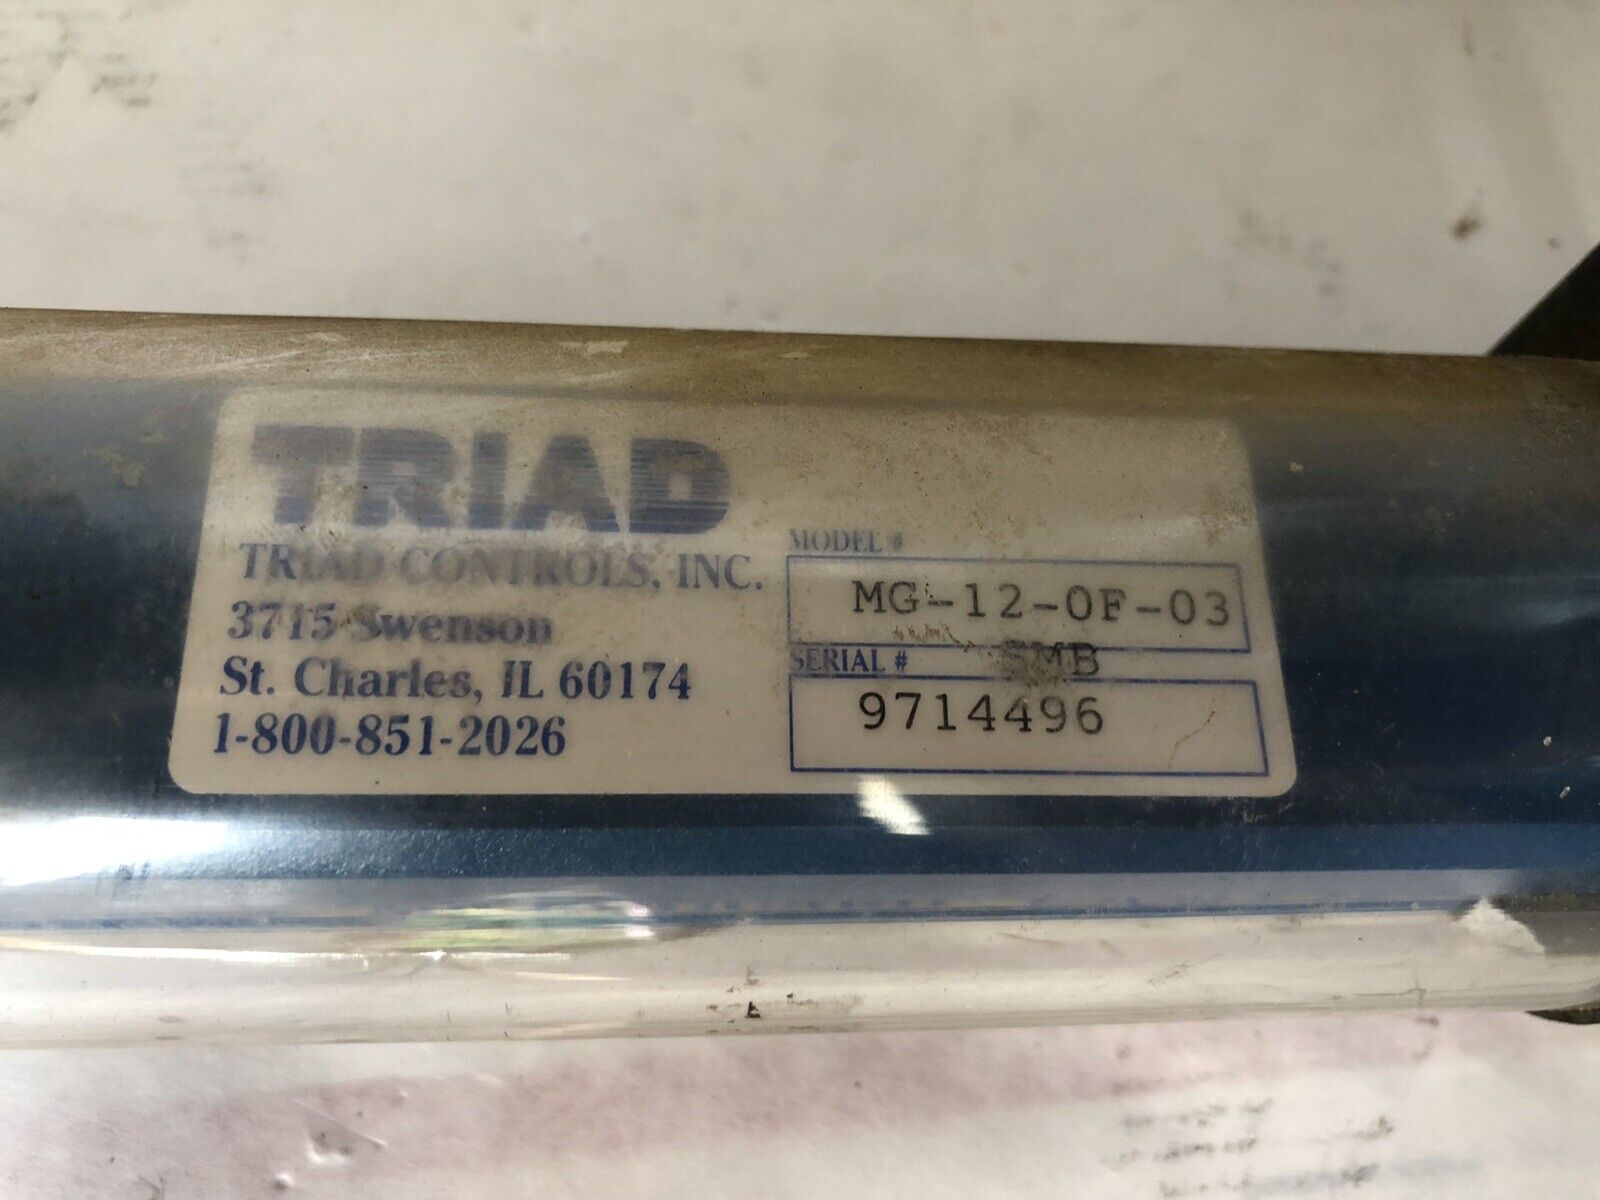 TRIAD
TRIAD CONTROLS, INC.
3715 Swenson
St. Charles, IL 60174
1-800-851-2026
MODEL #
MG-12-0F-03
SMB
SERIAL #
9714496